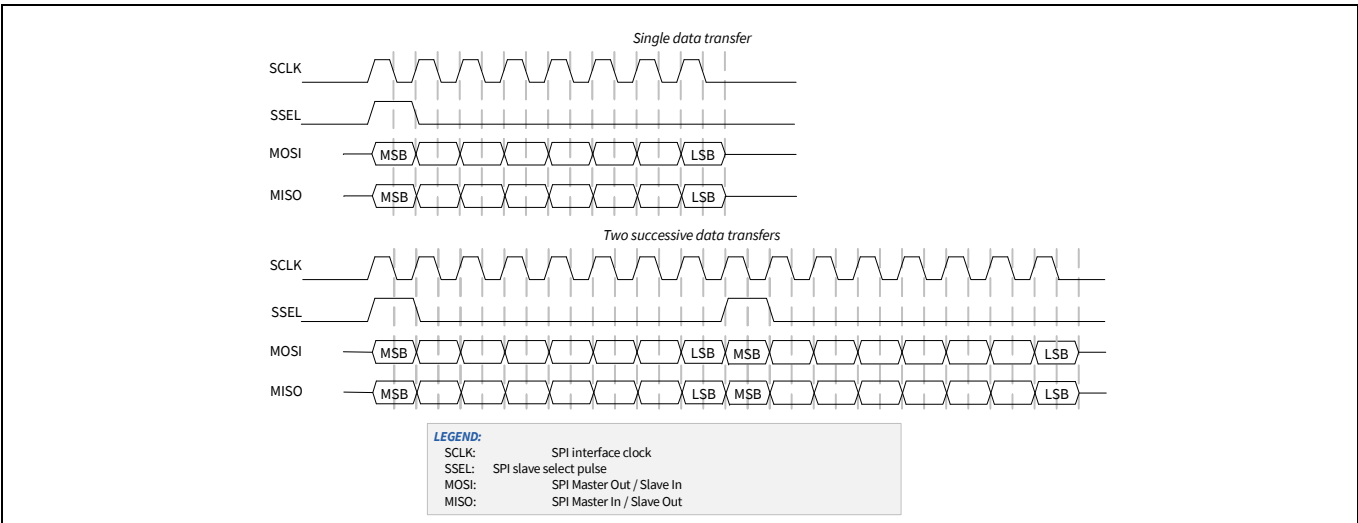 Single data transfer
SCLK
SSEL
MOSI MSB LSB
MISO MSB LSB
Two successive data transfers
SCLK
SSEL
MOSI MSB LSB MSB LSB
MISO MSB LSB MSB LSB
LEGEND:
SCLK: SPI interface clock
SSEL: SPI slave select pulse
MOSI: SPI Master Out / Slave In
MISO: SPI Master In / Slave Out